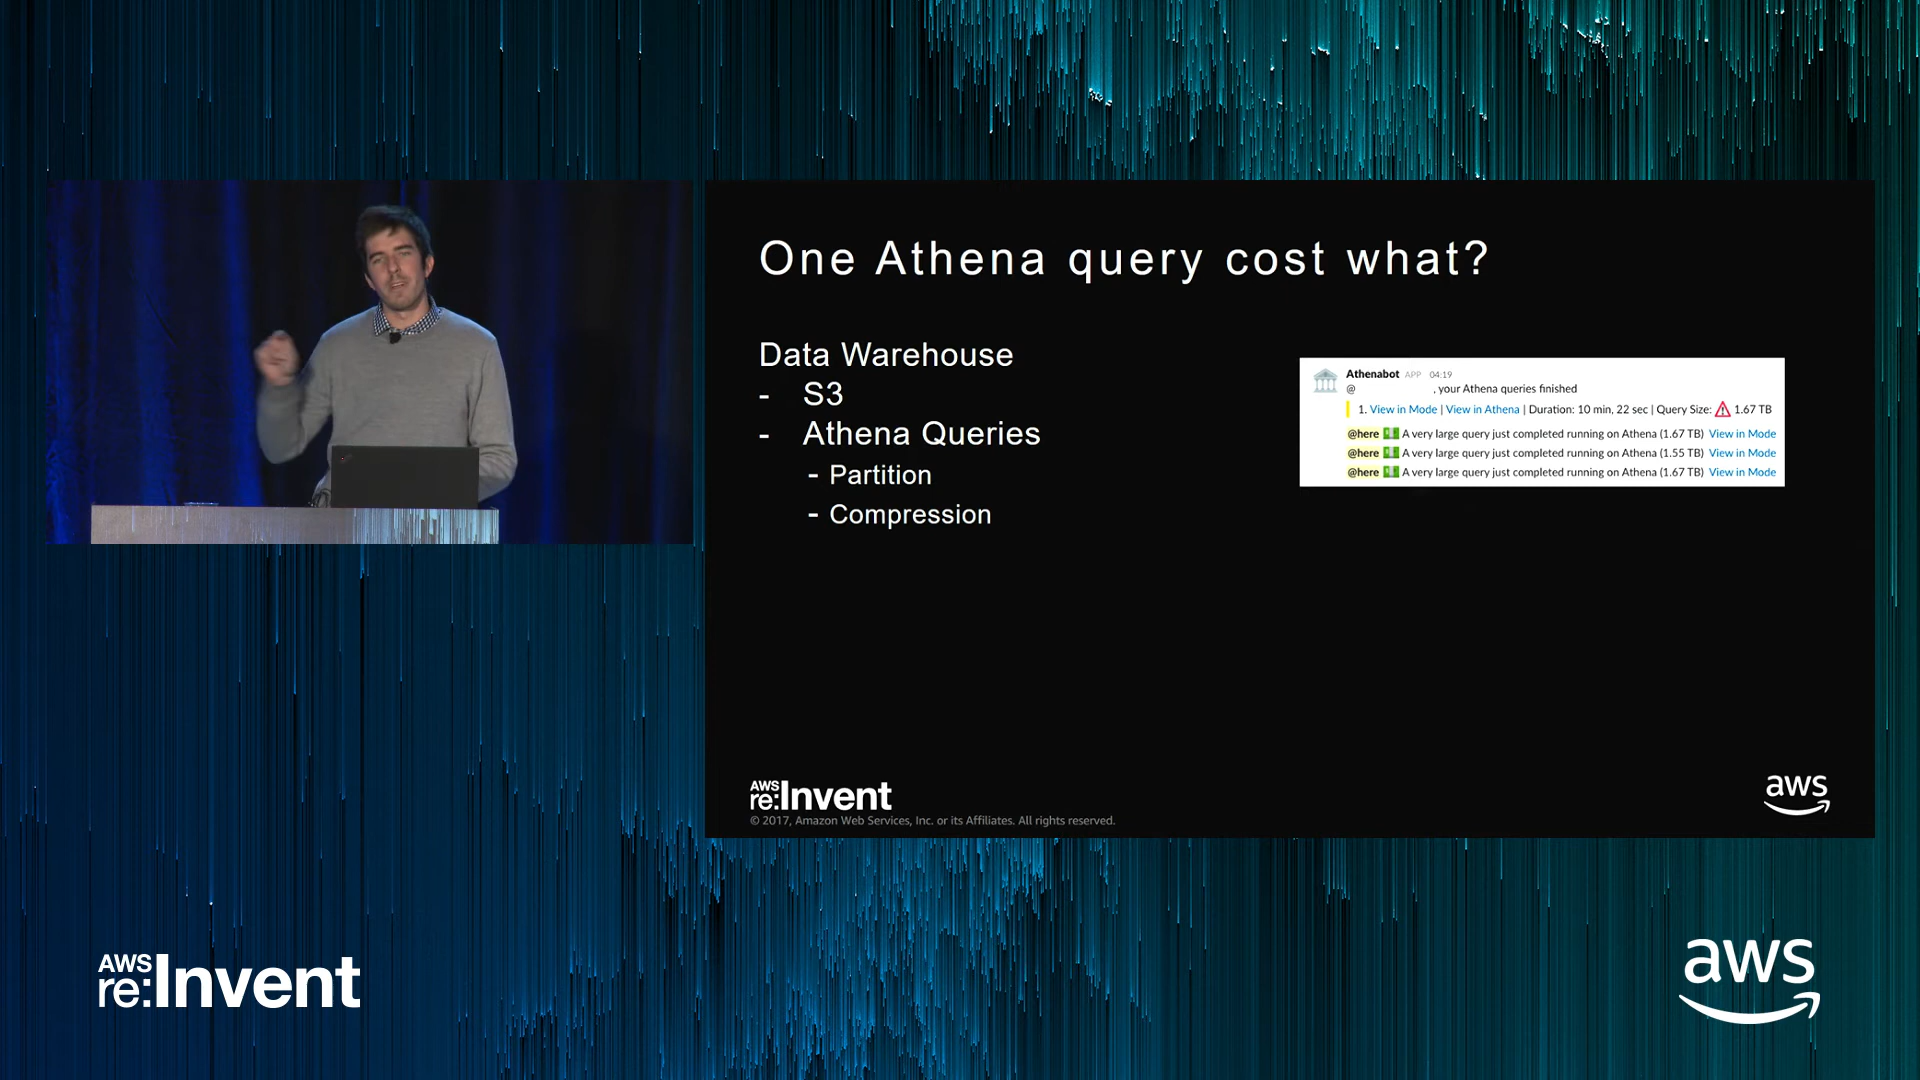 One Athena query cost what?
Data Warehouse
- S3
- Athena Queries
- Partition
- Compression
Athenabot APP 04:19
@ , your Athena queries finished
1. View in Mode | View in Athena | Duration: 10 min, 22 sec | Query Size: 1.67 TB
@here A very large query just completed running on Athena (1.67 TB) View in Mode
@here A very large query just completed running on Athena (1.55 TB) View in Mode
@here A very large query just completed running on Athena (1.67 TB) View in Mode
AWS
re:Invent
aws
© 2017, Amazon Web Services, Inc. or its Affiliates. All rights reserved.
AWS
re:Invent
aws